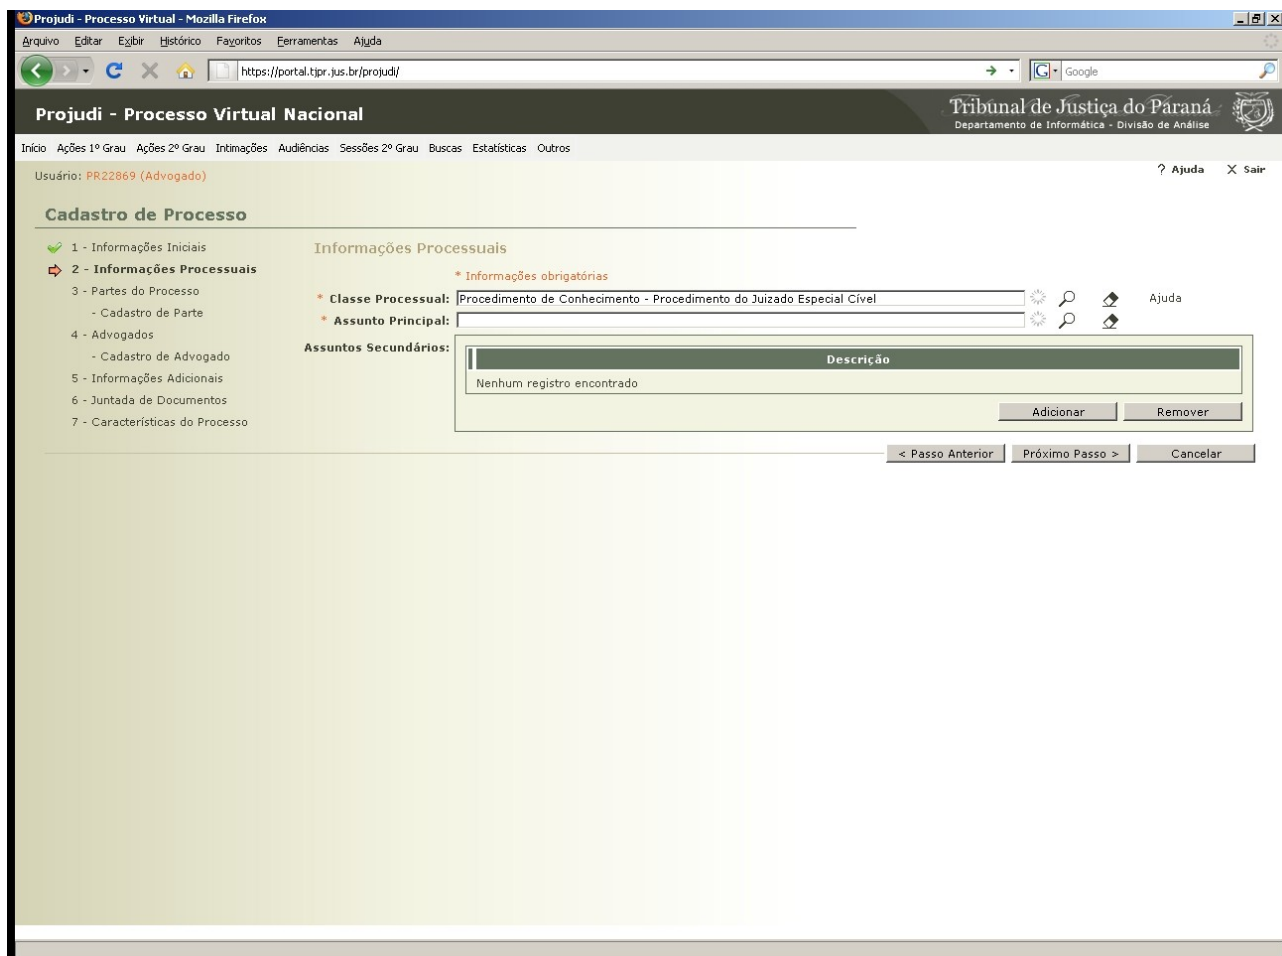 Projudi - Processo Virtual - Mozilla Firefox
Arquivo Editar Exibir Histórico Favoritos Ferramentas Ajuda
https://portal.tjpr.jus.br/projudi/
G Google
Projudi - Processo Virtual Nacional
Tribunal de Justiça do Paraná
Departamento de Informática - Divisão de Análise
Início Ações 1º Grau Ações 2º Grau Intimações Audiências Sessões 2º Grau Buscas Estatísticas Outros
Usuário: PR22869 (Advogado)
? Ajuda X Sair
Cadastro de Processo
1 - Informações Iniciais
2 - Informações Processuais
3 - Partes do Processo
- Cadastro de Parte
4 - Advogados
- Cadastro de Advogado
5 - Informações Adicionais
6 - Juntada de Documentos
7 - Características do Processo
Informações Processuais
* Informações obrigatórias
* Classe Processual: Procedimento de Conhecimento - Procedimento do Juizado Especial Cível Ajuda
* Assunto Principal:
Assuntos Secundários:
Descrição
Nenhum registro encontrado
Adicionar Remover
< Passo Anterior Próximo Passo > Cancelar